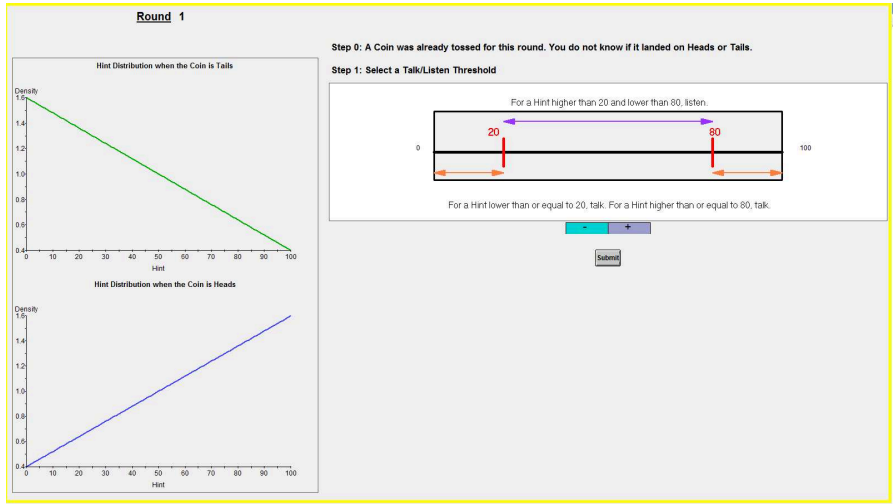 Round 1
Step 0: A Coin was already tossed for this round. You do not know if it landed on Heads or Tails.
Step 1: Select a Talk/Listen Threshold
Hint Distribution when the Coin is Tails
Density
1.6
1.4
1.2
1.0
0.8
0.6
0.4
0 10 20 30 40 50 60 70 80 90 100
Hint
For a Hint higher than 20 and lower than 80, listen.
20 80
0 100
For a Hint lower than or equal to 20, talk. For a Hint higher than or equal to 80, talk.
- +
Submit
Hint Distribution when the Coin is Heads
Density
1.6
1.4
1.2
1.0
0.8
0.6
0.4
0 10 20 30 40 50 60 70 80 90 100
Hint